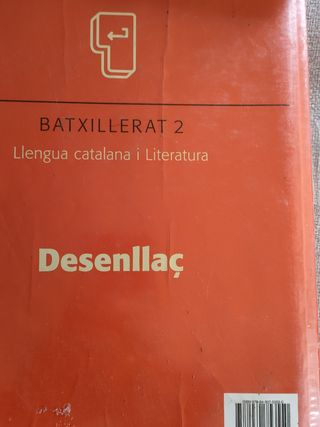 BATXILLERAT 2
Llengua catalana i Literatura
Desenllaç